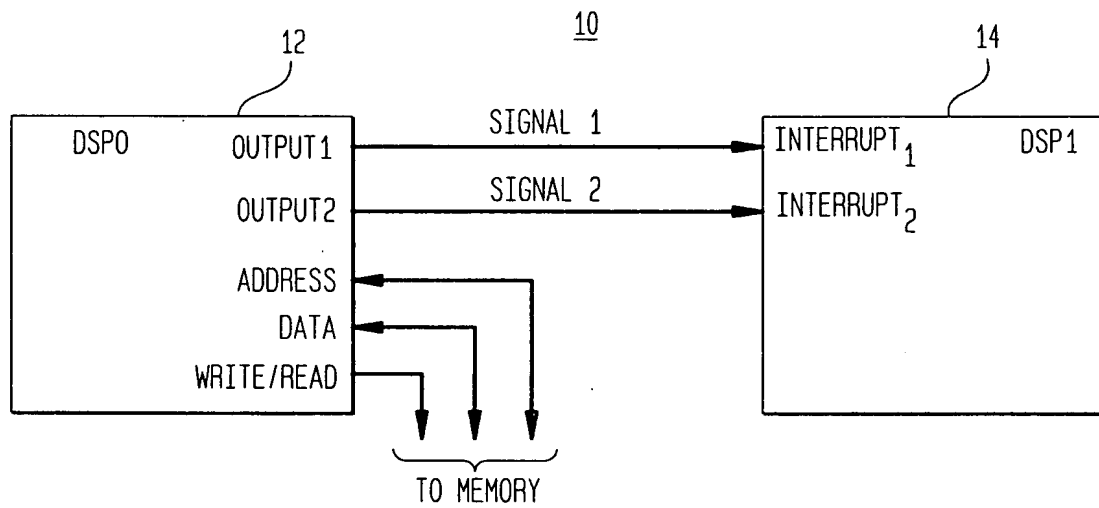 10
12
14
DSP0
OUTPUT1
SIGNAL 1
INTERRUPT1
DSP1
OUTPUT2
SIGNAL 2
INTERRUPT2
ADDRESS
DATA
WRITE/READ
TO MEMORY